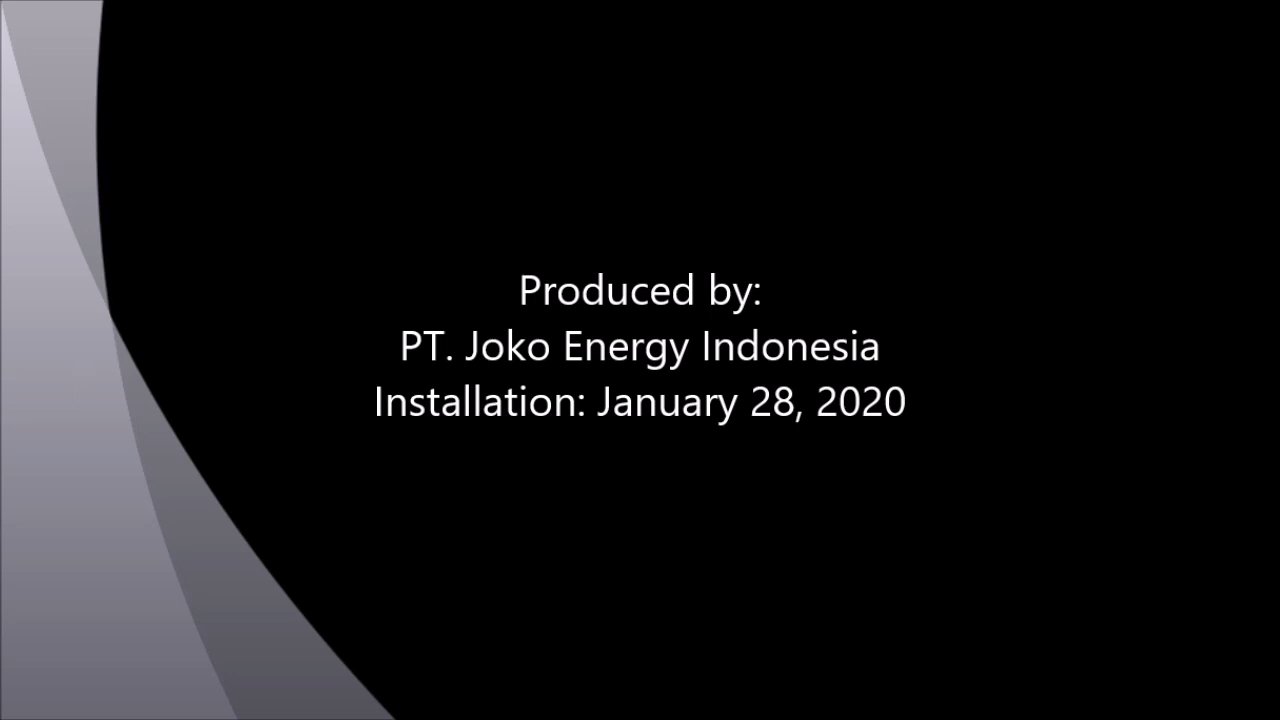 Produced by:
PT. Joko Energy Indonesia
Installation: January 28, 2020